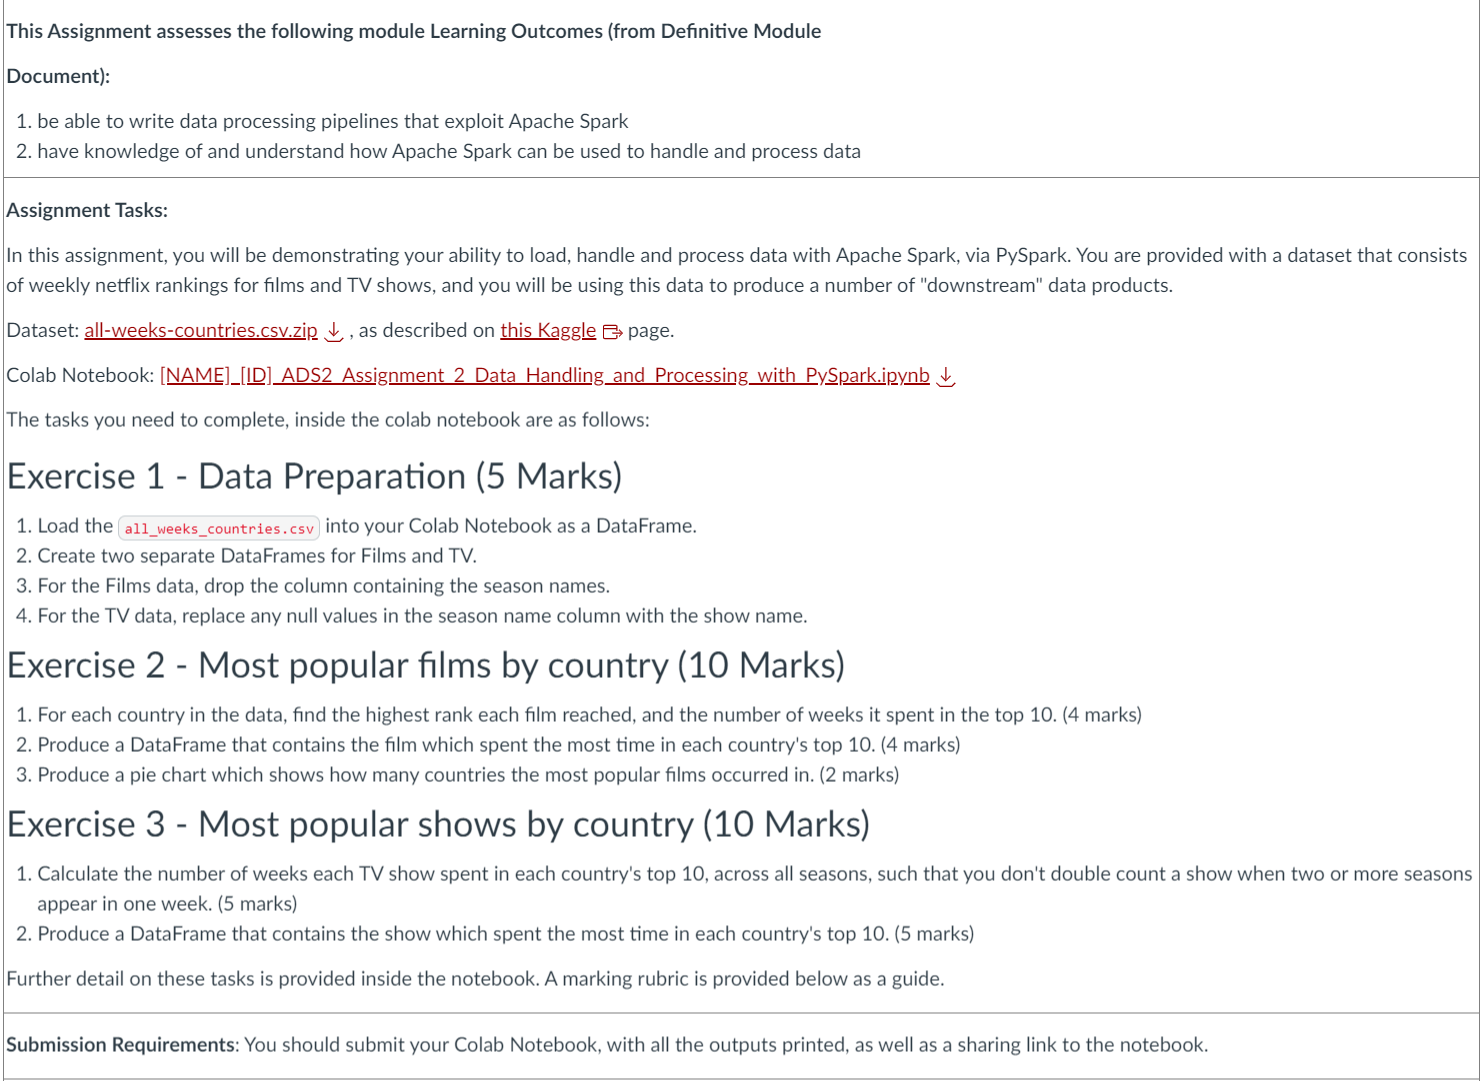 This Assignment assesses the following module Learning Outcomes (from Definitive Module
Document):
1. be able to write data processing pipelines that exploit Apache Spark
2. have knowledge of and understand how Apache Spark can be used to handle and process data
Assignment Tasks:
In this assignment, you will be demonstrating your ability to load, handle and process data with Apache Spark, via PySpark. You are provided with a dataset that consists
of weekly netflix rankings for films and TV shows, and you will be using this data to produce a number of "downstream" data products.
Dataset: all-weeks-countries.csv.zip , as described on this Kaggle page.
Colab Notebook: [NAME]_[ID]_ADS2_Assignment_2_Data_Handling_and_Processing_with_PySpark.ipynb
The tasks you need to complete, inside the colab notebook are as follows:
Exercise 1 - Data Preparation (5 Marks)
1. Load the all_weeks_countries.csv into your Colab Notebook as a DataFrame.
2. Create two separate DataFrames for Films and TV.
3. For the Films data, drop the column containing the season names.
4. For the TV data, replace any null values in the season name column with the show name.
Exercise 2 - Most popular films by country (10 Marks)
1. For each country in the data, find the highest rank each film reached, and the number of weeks it spent in the top 10. (4 marks)
2. Produce a DataFrame that contains the film which spent the most time in each country's top 10. (4 marks)
3. Produce a pie chart which shows how many countries the most popular films occurred in. (2 marks)
Exercise 3 - Most popular shows by country (10 Marks)
1. Calculate the number of weeks each TV show spent in each country's top 10, across all seasons, such that you don't double count a show when two or more seasons
appear in one week. (5 marks)
2. Produce a DataFrame that contains the show which spent the most time in each country's top 10. (5 marks)
Further detail on these tasks is provided inside the notebook. A marking rubric is provided below as a guide.
Submission Requirements: You should submit your Colab Notebook, with all the outputs printed, as well as a sharing link to the notebook.